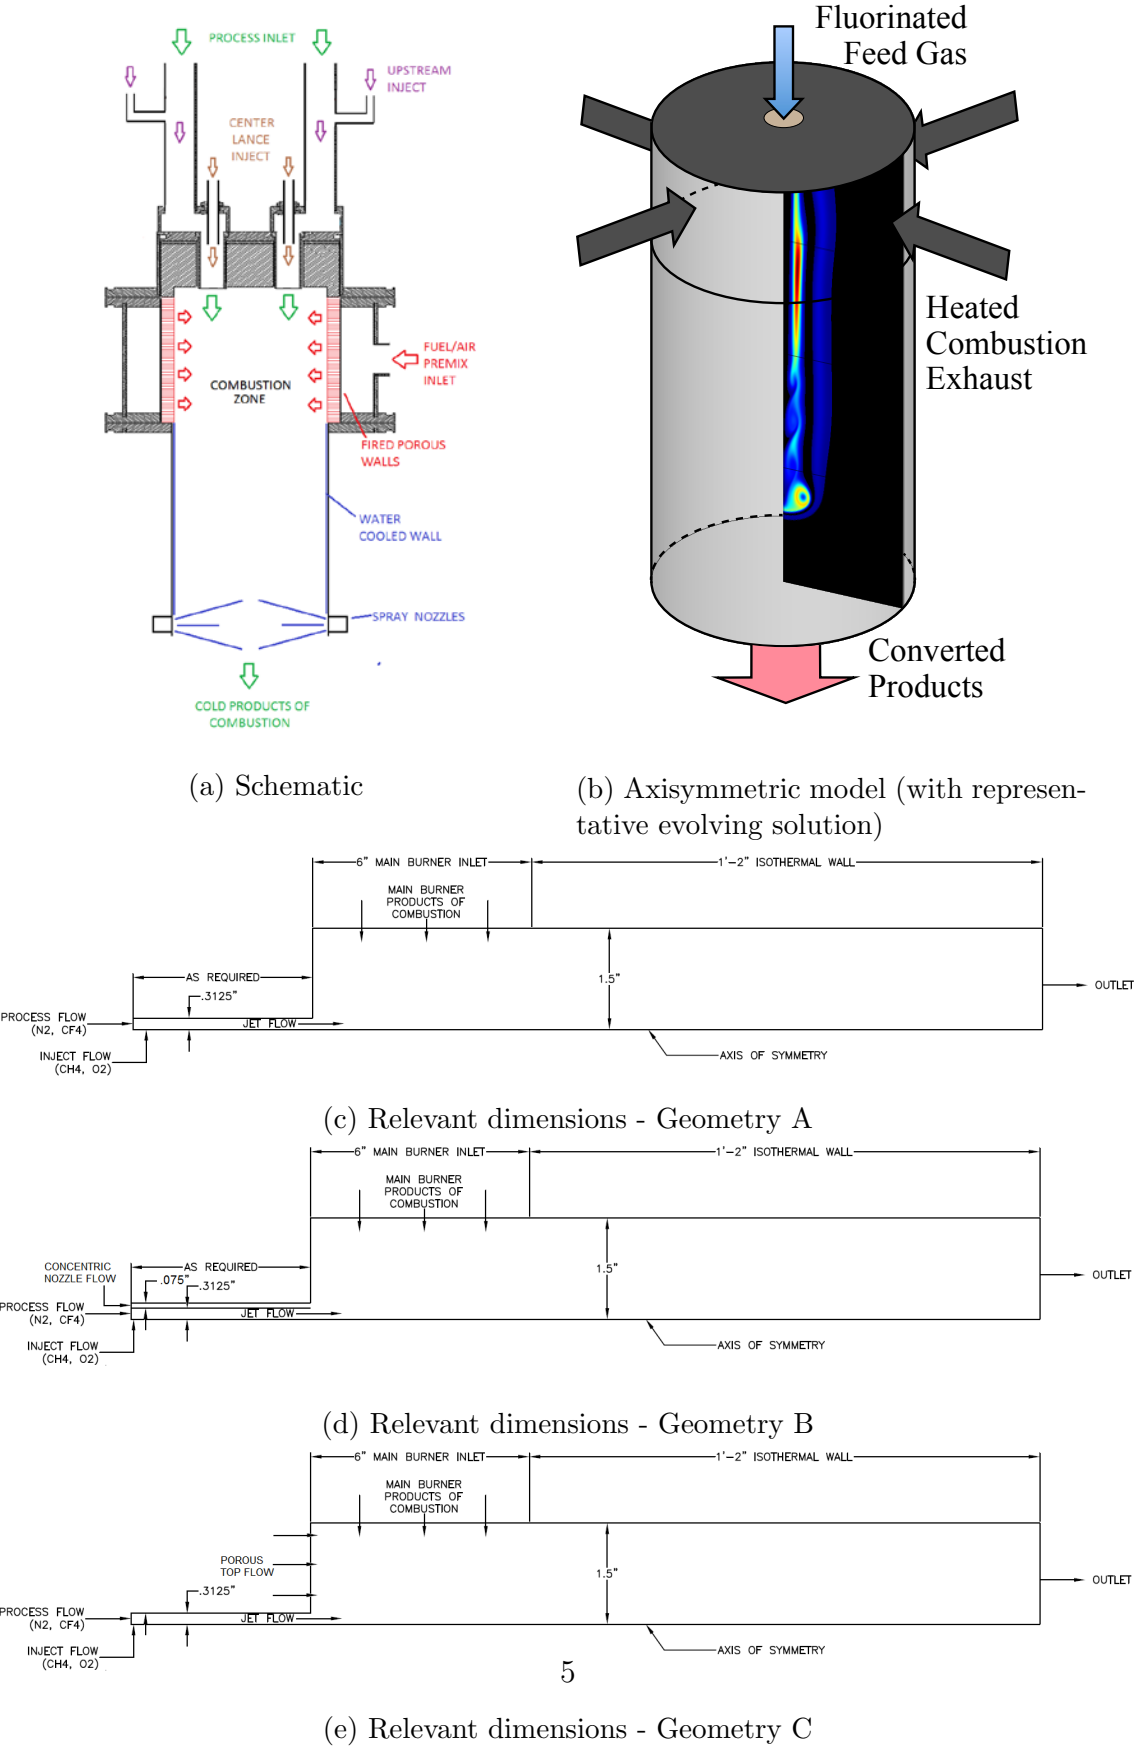 PROCESS INLET
UPSTREAM
INJECT
CENTER
LANCE
INJECT
FUEL/AIR
PREMIX
INLET
COMBUSTION
ZONE
FIRED POROUS
WALLS
WATER
COOLED WALL
SPRAY NOZZLES
COLD PRODUCTS OF
COMBUSTION
(a) Schematic
Fluorinated
Feed Gas
Heated
Combustion
Exhaust
Converted
Products
(b) Axisymmetric model (with represen-
tative evolving solution)
6" MAIN BURNER INLET
1'-2" ISOTHERMAL WALL
MAIN BURNER
PRODUCTS OF
COMBUSTION
AS REQUIRED
.3125"
1.5"
OUTLET
PROCESS FLOW
(N2, CF4)
JET FLOW
INJECT FLOW
(CH4, O2)
AXIS OF SYMMETRY
(c) Relevant dimensions - Geometry A
6" MAIN BURNER INLET
1'-2" ISOTHERMAL WALL
MAIN BURNER
PRODUCTS OF
COMBUSTION
CONCENTRIC
NOZZLE FLOW
AS REQUIRED
.075"
.3125"
1.5"
OUTLET
PROCESS FLOW
(N2, CF4)
JET FLOW
INJECT FLOW
(CH4, O2)
AXIS OF SYMMETRY
(d) Relevant dimensions - Geometry B
6" MAIN BURNER INLET
1'-2" ISOTHERMAL WALL
MAIN BURNER
PRODUCTS OF
COMBUSTION
POROUS
TOP FLOW
.3125"
1.5"
OUTLET
PROCESS FLOW
(N2, CF4)
JET FLOW
INJECT FLOW
(CH4, O2)
AXIS OF SYMMETRY
5
(e) Relevant dimensions - Geometry C